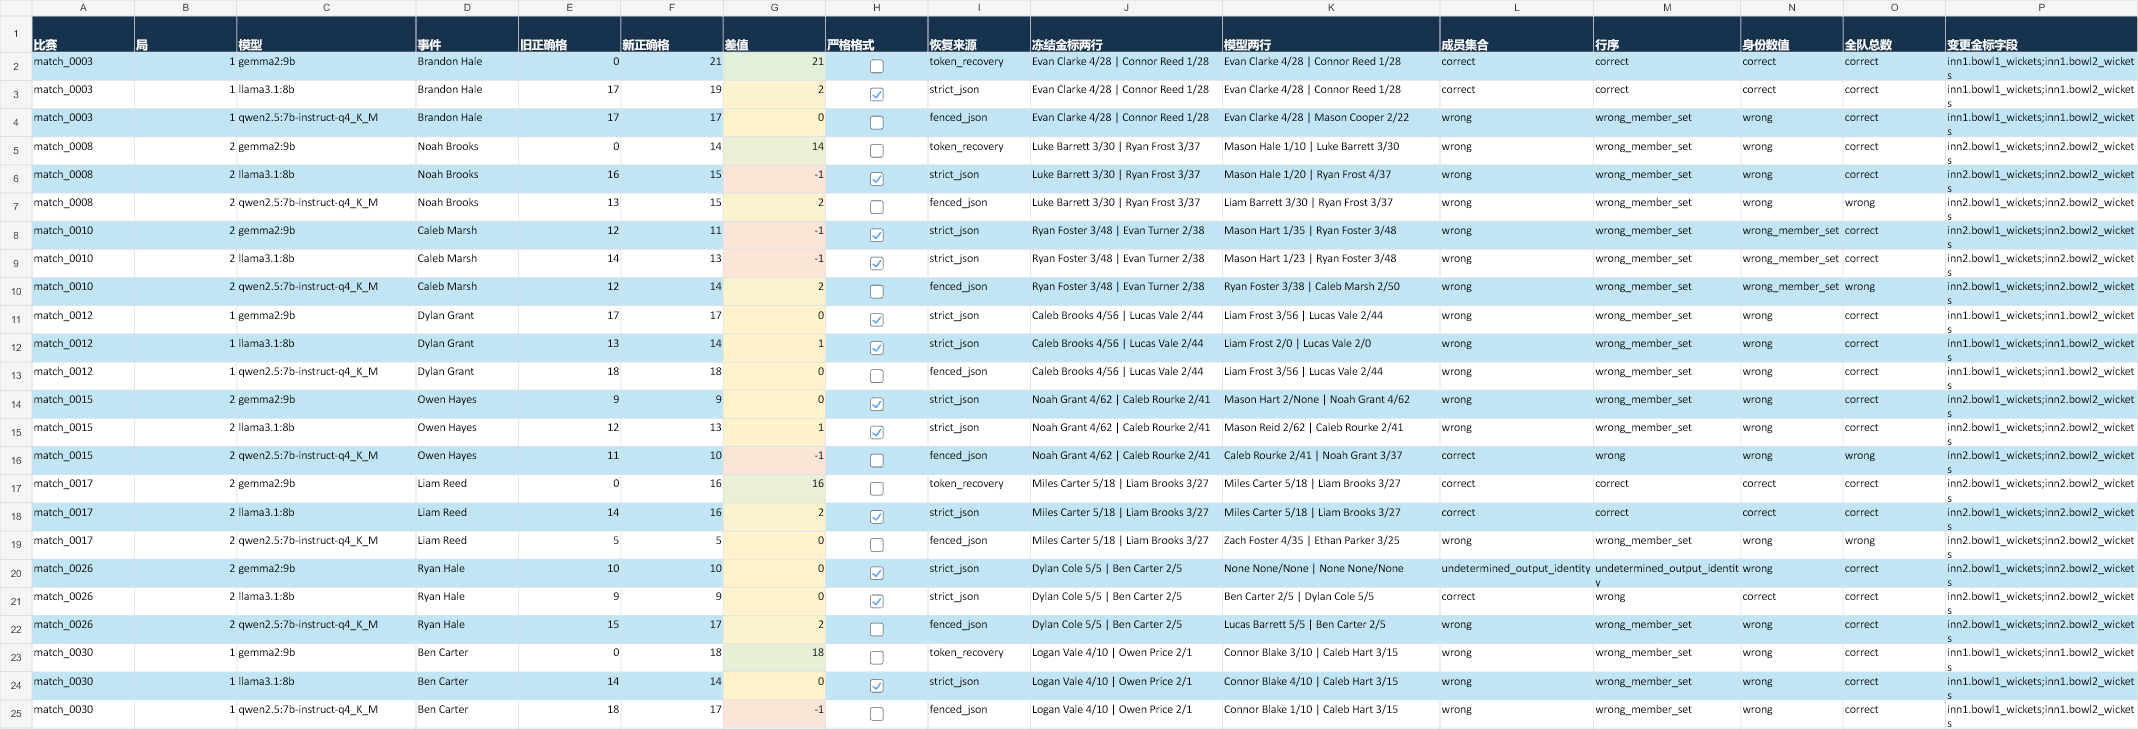 A B C D E F G H I J K L M N O P
1 比赛 局 模型 事件 旧正确格 新正确格 差值 严格格式 恢复来源 冻结金标两行 模型两行 成员集合 行序 身份数值 全队总数 变更金标字段
2 match_0003 1 gemma2:9b Brandon Hale 0 21 21 token_recovery Evan Clarke 4/28 | Connor Reed 1/28 Evan Clarke 4/28 | Connor Reed 1/28 correct correct correct correct inn1.bowl1_wickets;inn1.bowl2_wicket
s
3 match_0003 1 llama3.1:8b Brandon Hale 17 19 2 strict_json Evan Clarke 4/28 | Connor Reed 1/28 Evan Clarke 4/28 | Connor Reed 1/28 correct correct correct correct inn1.bowl1_wickets;inn1.bowl2_wicket
s
4 match_0003 1 qwen2.5:7b-instruct-q4_K_M Brandon Hale 17 17 0 fenced_json Evan Clarke 4/28 | Connor Reed 1/28 Evan Clarke 4/28 | Mason Cooper 2/22 wrong wrong_member_set wrong correct inn1.bowl1_wickets;inn1.bowl2_wicket
s
5 match_0008 2 gemma2:9b Noah Brooks 0 14 14 token_recovery Luke Barrett 3/30 | Ryan Frost 3/37 Mason Hale 1/10 | Luke Barrett 3/30 wrong wrong_member_set wrong correct inn2.bowl1_wickets;inn2.bowl2_wicket
s
6 match_0008 2 llama3.1:8b Noah Brooks 16 15 -1 strict_json Luke Barrett 3/30 | Ryan Frost 3/37 Mason Hale 1/20 | Ryan Frost 4/37 wrong wrong_member_set wrong correct inn2.bowl1_wickets;inn2.bowl2_wicket
s
7 match_0008 2 qwen2.5:7b-instruct-q4_K_M Noah Brooks 13 15 2 fenced_json Luke Barrett 3/30 | Ryan Frost 3/37 Liam Barrett 3/30 | Ryan Frost 3/37 wrong wrong_member_set wrong wrong inn2.bowl1_wickets;inn2.bowl2_wicket
s
8 match_0010 2 gemma2:9b Caleb Marsh 12 11 -1 strict_json Ryan Foster 3/48 | Evan Turner 2/38 Mason Hart 1/35 | Ryan Foster 3/48 wrong wrong_member_set wrong_member_set correct inn2.bowl1_wickets;inn2.bowl2_wicket
s
9 match_0010 2 llama3.1:8b Caleb Marsh 14 13 -1 strict_json Ryan Foster 3/48 | Evan Turner 2/38 Mason Hart 1/23 | Ryan Foster 3/48 wrong wrong_member_set wrong_member_set correct inn2.bowl1_wickets;inn2.bowl2_wicket
s
10 match_0010 2 qwen2.5:7b-instruct-q4_K_M Caleb Marsh 12 14 2 fenced_json Ryan Foster 3/48 | Evan Turner 2/38 Ryan Foster 3/38 | Caleb Marsh 2/50 wrong wrong_member_set wrong_member_set wrong inn2.bowl1_wickets;inn2.bowl2_wicket
s
11 match_0012 1 gemma2:9b Dylan Grant 17 17 0 strict_json Caleb Brooks 4/56 | Lucas Vale 2/44 Liam Frost 3/56 | Lucas Vale 2/44 wrong wrong_member_set wrong correct inn1.bowl1_wickets;inn1.bowl2_wicket
s
12 match_0012 1 llama3.1:8b Dylan Grant 13 14 1 strict_json Caleb Brooks 4/56 | Lucas Vale 2/44 Liam Frost 2/0 | Lucas Vale 2/0 wrong wrong_member_set wrong correct inn1.bowl1_wickets;inn1.bowl2_wicket
s
13 match_0012 1 qwen2.5:7b-instruct-q4_K_M Dylan Grant 18 18 0 fenced_json Caleb Brooks 4/56 | Lucas Vale 2/44 Liam Frost 3/56 | Lucas Vale 2/44 wrong wrong_member_set wrong correct inn1.bowl1_wickets;inn1.bowl2_wicket
s
14 match_0015 2 gemma2:9b Owen Hayes 9 9 0 strict_json Noah Grant 4/62 | Caleb Rourke 2/41 Mason Hart 2/None | Noah Grant 4/62 wrong wrong_member_set wrong correct inn2.bowl1_wickets;inn2.bowl2_wicket
s
15 match_0015 2 llama3.1:8b Owen Hayes 12 13 1 strict_json Noah Grant 4/62 | Caleb Rourke 2/41 Mason Reid 2/62 | Caleb Rourke 2/41 wrong wrong_member_set wrong correct inn2.bowl1_wickets;inn2.bowl2_wicket
s
16 match_0015 2 qwen2.5:7b-instruct-q4_K_M Owen Hayes 11 10 -1 fenced_json Noah Grant 4/62 | Caleb Rourke 2/41 Caleb Rourke 2/41 | Noah Grant 3/37 correct wrong wrong wrong inn2.bowl1_wickets;inn2.bowl2_wicket
s
17 match_0017 2 gemma2:9b Liam Reed 0 16 16 token_recovery Miles Carter 5/18 | Liam Brooks 3/27 Miles Carter 5/18 | Liam Brooks 3/27 correct correct correct correct inn2.bowl1_wickets;inn2.bowl2_wicket
s
18 match_0017 2 llama3.1:8b Liam Reed 14 16 2 strict_json Miles Carter 5/18 | Liam Brooks 3/27 Miles Carter 5/18 | Liam Brooks 3/27 correct correct correct correct inn2.bowl1_wickets;inn2.bowl2_wicket
s
19 match_0017 2 qwen2.5:7b-instruct-q4_K_M Liam Reed 5 5 0 fenced_json Miles Carter 5/18 | Liam Brooks 3/27 Zach Foster 4/35 | Ethan Parker 3/25 wrong wrong_member_set wrong wrong inn2.bowl1_wickets;inn2.bowl2_wicket
s
20 match_0026 2 gemma2:9b Ryan Hale 10 10 0 strict_json Dylan Cole 5/5 | Ben Carter 2/5 None None/None | None None/None undetermined_output_identity undetermined_output_identit wrong correct inn2.bowl1_wickets;inn2.bowl2_wicket
y s
21 match_0026 2 llama3.1:8b Ryan Hale 9 9 0 strict_json Dylan Cole 5/5 | Ben Carter 2/5 Ben Carter 2/5 | Dylan Cole 5/5 correct wrong correct correct inn2.bowl1_wickets;inn2.bowl2_wicket
s
22 match_0026 2 qwen2.5:7b-instruct-q4_K_M Ryan Hale 15 17 2 fenced_json Dylan Cole 5/5 | Ben Carter 2/5 Lucas Barrett 5/5 | Ben Carter 2/5 wrong wrong_member_set wrong correct inn2.bowl1_wickets;inn2.bowl2_wicket
s
23 match_0030 1 gemma2:9b Ben Carter 0 18 18 token_recovery Logan Vale 4/10 | Owen Price 2/1 Connor Blake 3/10 | Caleb Hart 3/15 wrong wrong_member_set wrong correct inn1.bowl1_wickets;inn1.bowl2_wicket
s
24 match_0030 1 llama3.1:8b Ben Carter 14 14 0 strict_json Logan Vale 4/10 | Owen Price 2/1 Connor Blake 4/10 | Caleb Hart 3/15 wrong wrong_member_set wrong correct inn1.bowl1_wickets;inn1.bowl2_wicket
s
25 match_0030 1 qwen2.5:7b-instruct-q4_K_M Ben Carter 18 17 -1 fenced_json Logan Vale 4/10 | Owen Price 2/1 Connor Blake 1/10 | Caleb Hart 3/15 wrong wrong_member_set wrong correct inn1.bowl1_wickets;inn1.bowl2_wicket
s